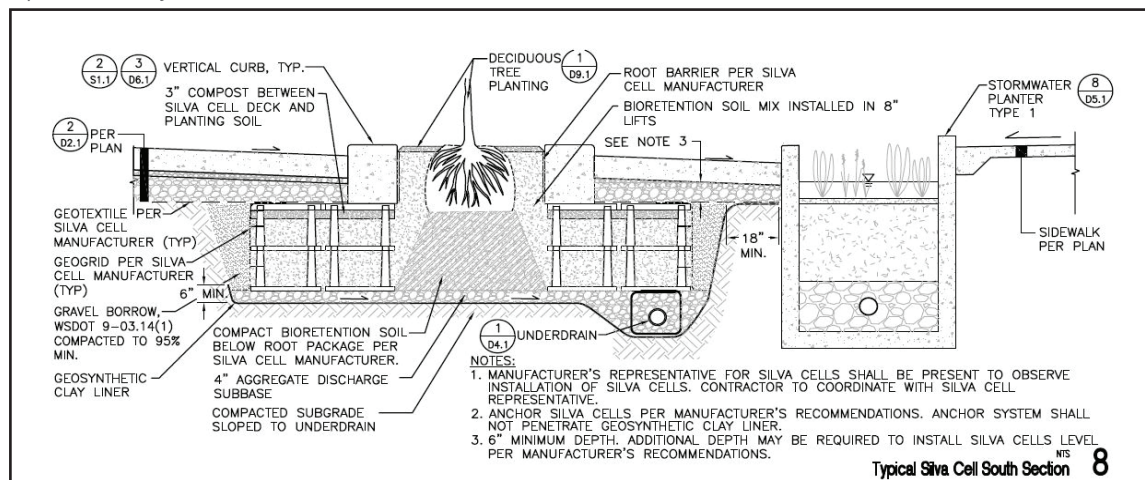 2
S1.1
3
D6.1
VERTICAL CURB, TYP.
3" COMPOST BETWEEN
SILVA CELL DECK AND
PLANTING SOIL
2
D2.1
PER
PLAN
GEOTEXTILE PER
SILVA CELL
MANUFACTURER (TYP)
GEOGRID PER SILVA
CELL MANUFACTURER
(TYP)
6" MIN.
GRAVEL BORROW,
WSDOT 9-03.14(1)
COMPACTED TO 95%
MIN.
GEOSYNTHETIC
CLAY LINER
DECIDUOUS
TREE
PLANTING
1
D9.1
ROOT BARRIER PER SILVA
CELL MANUFACTURER
BIORETENTION SOIL MIX INSTALLED IN 8"
LIFTS
SEE NOTE 3
STORMWATER
PLANTER
TYPE 1
8
D5.1
18"
MIN.
SIDEWALK
PER PLAN
COMPACT BIORETENTION SOIL
BELOW ROOT PACKAGE PER
SILVA CELL MANUFACTURER.
4" AGGREGATE DISCHARGE
SUBBASE
COMPACTED SUBGRADE
SLOPED TO UNDERDRAIN
1
D4.1
UNDERDRAIN
NOTES:
1. MANUFACTURER'S REPRESENTATIVE FOR SILVA CELLS SHALL BE PRESENT TO OBSERVE
INSTALLATION OF SILVA CELLS. CONTRACTOR TO COORDINATE WITH SILVA CELL
REPRESENTATIVE.
2. ANCHOR SILVA CELLS PER MANUFACTURER'S RECOMMENDATIONS. ANCHOR SYSTEM SHALL
NOT PENETRATE GEOSYNTHETIC CLAY LINER.
3. 6" MINIMUM DEPTH. ADDITIONAL DEPTH MAY BE REQUIRED TO INSTALL SILVA CELLS LEVEL
PER MANUFACTURER'S RECOMMENDATIONS.
NTS
Typical Silva Cell South Section 8